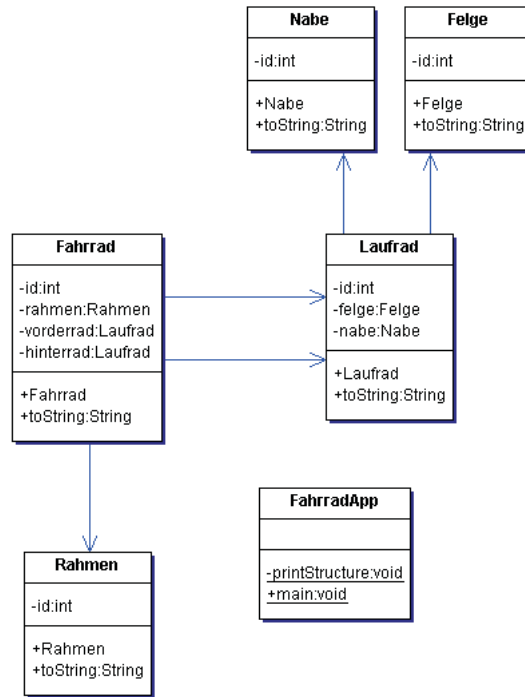 Nabe
-id:int
+Nabe
+toString:String
Felge
-id:int
+Felge
+toString:String
Fahrrad
-id:int
-rahmen:Rahmen
-vorderrad:Laufrad
-hinterrad:Laufrad
+Fahrrad
+toString:String
Laufrad
-id:int
-felge:Felge
-nabe:Nabe
+Laufrad
+toString:String
FahrradApp
-printStructure:void
+main:void
Rahmen
-id:int
+Rahmen
+toString:String